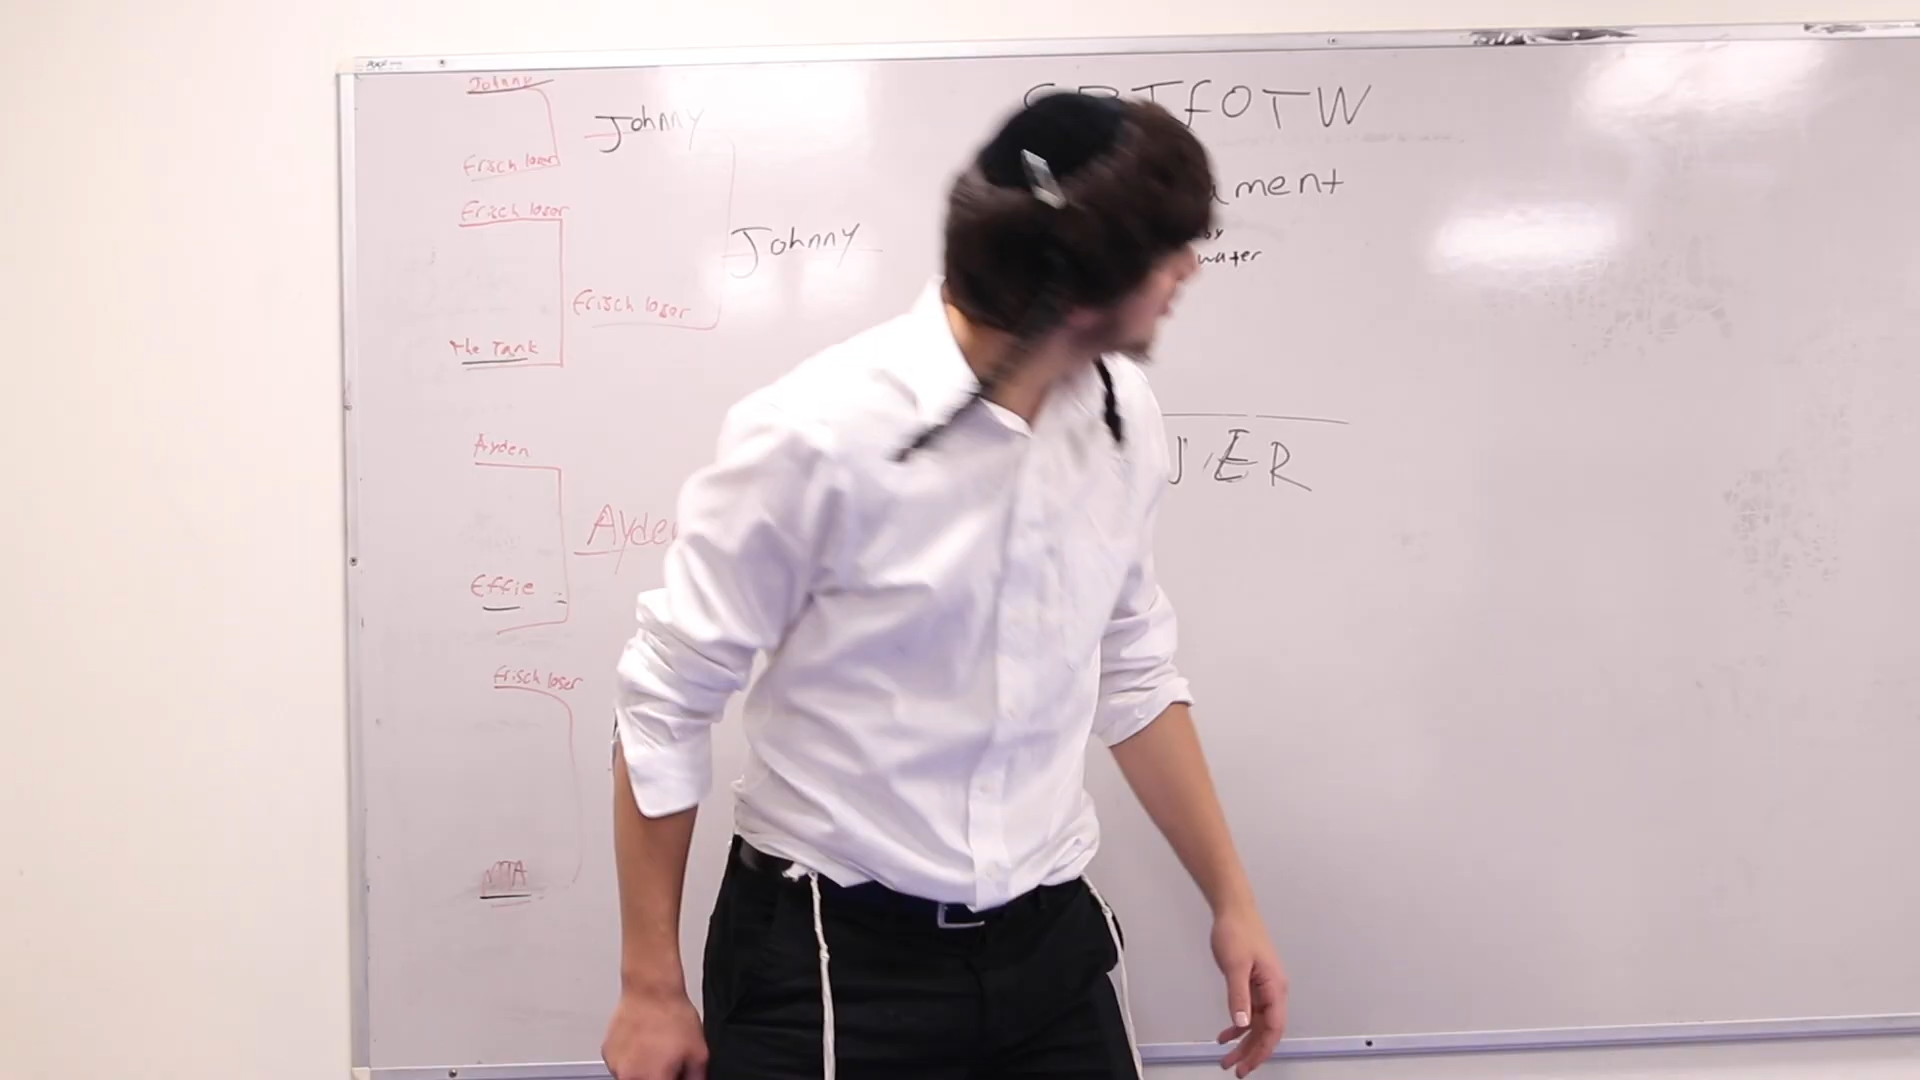 Johnny
Frisch loser
Johnny
Frisch loser
The Tank
Frisch loser
Johnny
Ayden
Effie
Frisch loser
MTA
TFOTW
ament
water
ER